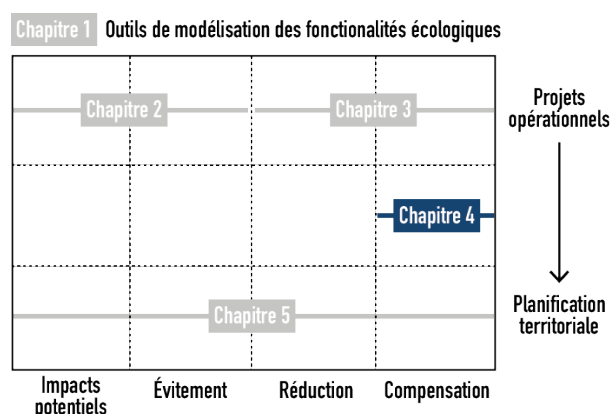 Chapitre 1 Outils de modélisation des fonctionalités écologiques
Chapitre 2
Chapitre 3
Projets
opérationnels
Chapitre 4
Chapitre 5
Planification
territoriale
Impacts
potentiels
Évitement
Réduction
Compensation